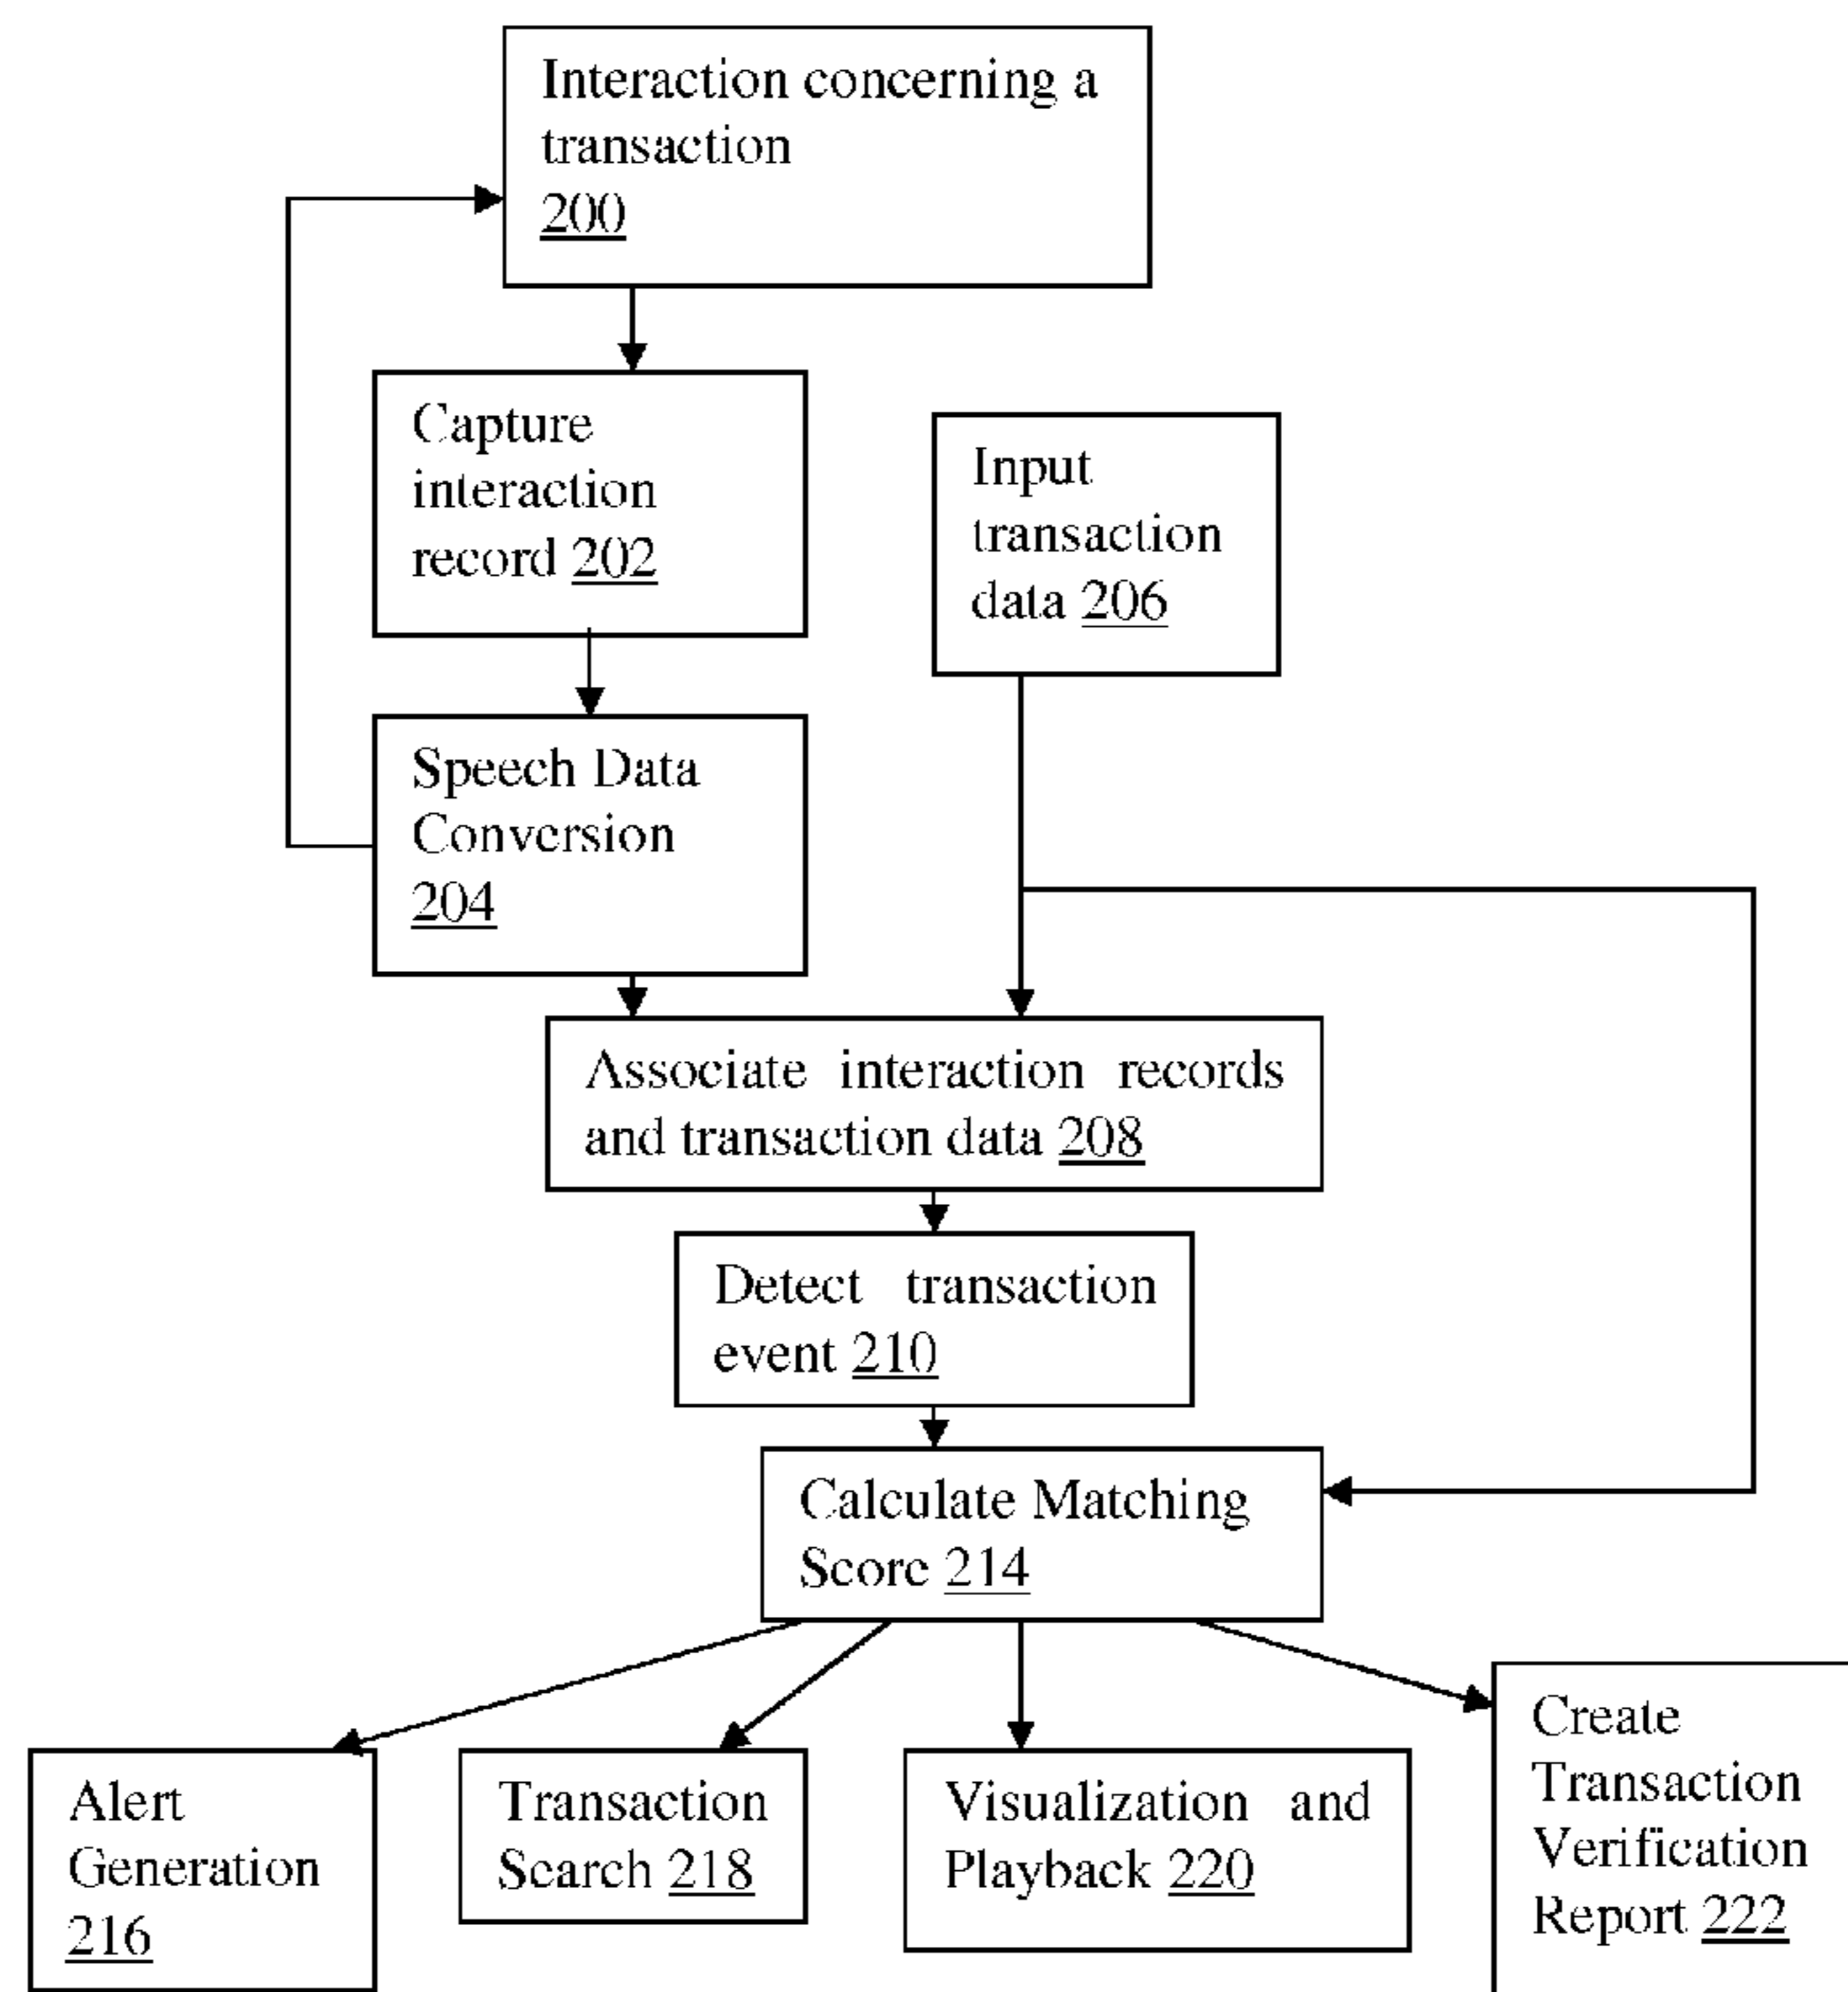 Interaction concerning a
transaction
200
Capture
interaction
record 202
Input
transaction
data 206
Speech Data
Conversion
204
Associate interaction records
and transaction data 208
Detect transaction
event 210
Calculate Matching
Score 214
Alert
Generation
216
Transaction
Search 218
Visualization and
Playback 220
Create
Transaction
Verification
Report 222